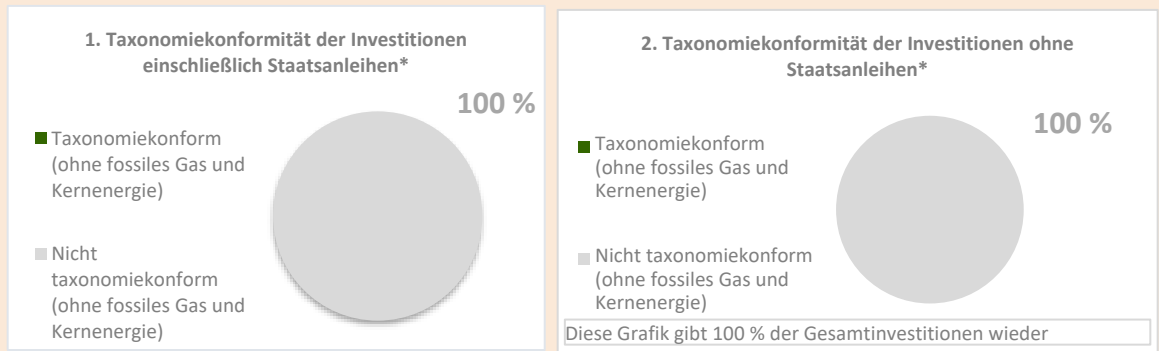 1. Taxonomiekonformität der Investitionen
einschließlich Staatsanleihen*
100 %
Taxonomiekonform
(ohne fossiles Gas und
Kernenergie)
Nicht
taxonomiekonform
(ohne fossiles Gas und
Kernenergie)
2. Taxonomiekonformität der Investitionen ohne
Staatsanleihen*
100 %
Taxonomiekonform
(ohne fossiles Gas und
Kernenergie)
Nicht taxonomiekonform
(ohne fossiles Gas und
Kernenergie)
Diese Grafik gibt 100 % der Gesamtinvestitionen wieder